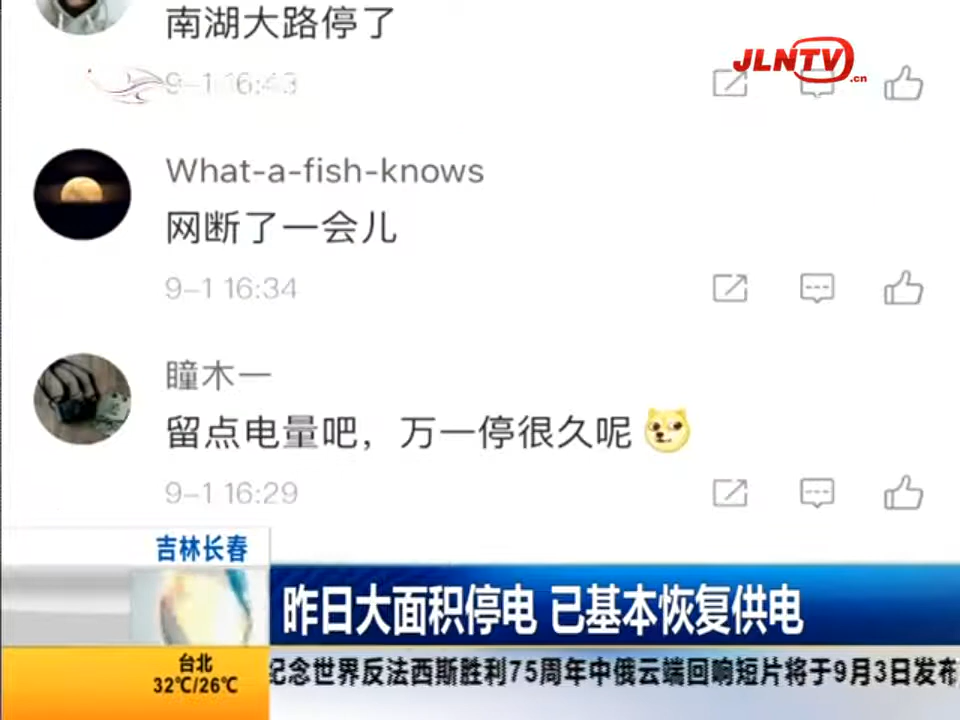 南湖大路停了
JLNTV.cn
9-1 16:43
What-a-fish-knows
网断了一会儿
9-1 16:34
瞳木一
留点电量吧，万一停很久呢
9-1 16:29
吉林长春
昨日大面积停电 已基本恢复供电
台北
32℃/26℃
纪念世界反法西斯胜利75周年中俄云端回响短片将于9月3日发布